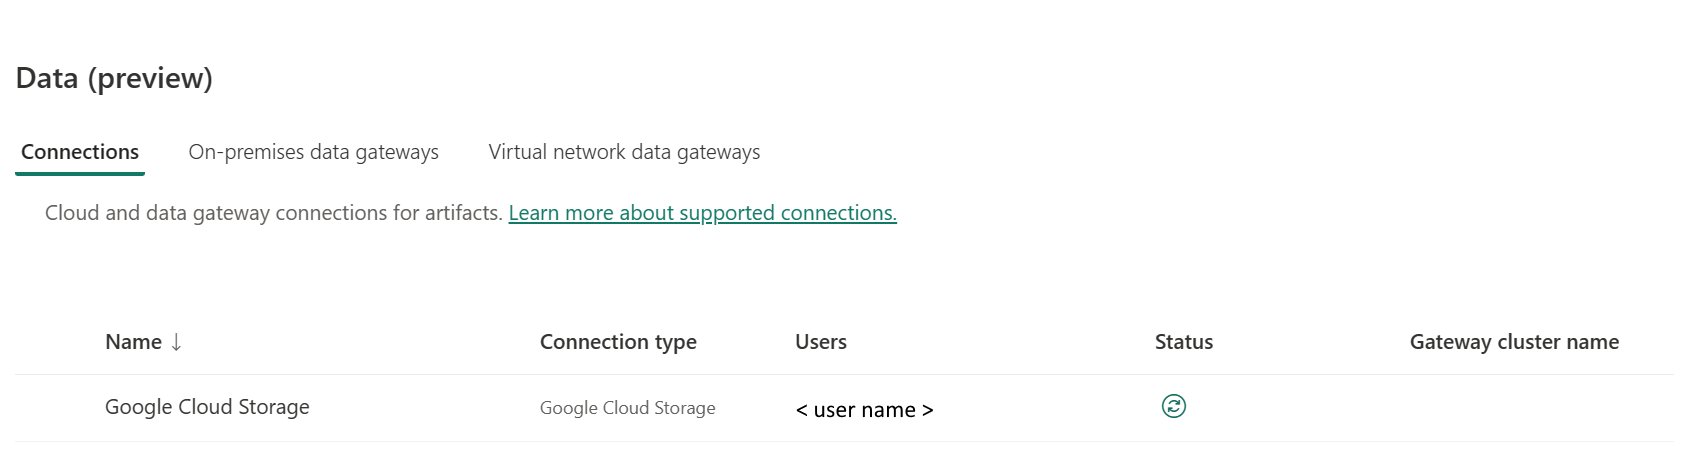 Data (preview)
Connections On-premises data gateways Virtual network data gateways
Cloud and data gateway connections for artifacts. Learn more about supported connections.
Name ↓ Connection type Users Status Gateway cluster name
Google Cloud Storage Google Cloud Storage < user name >